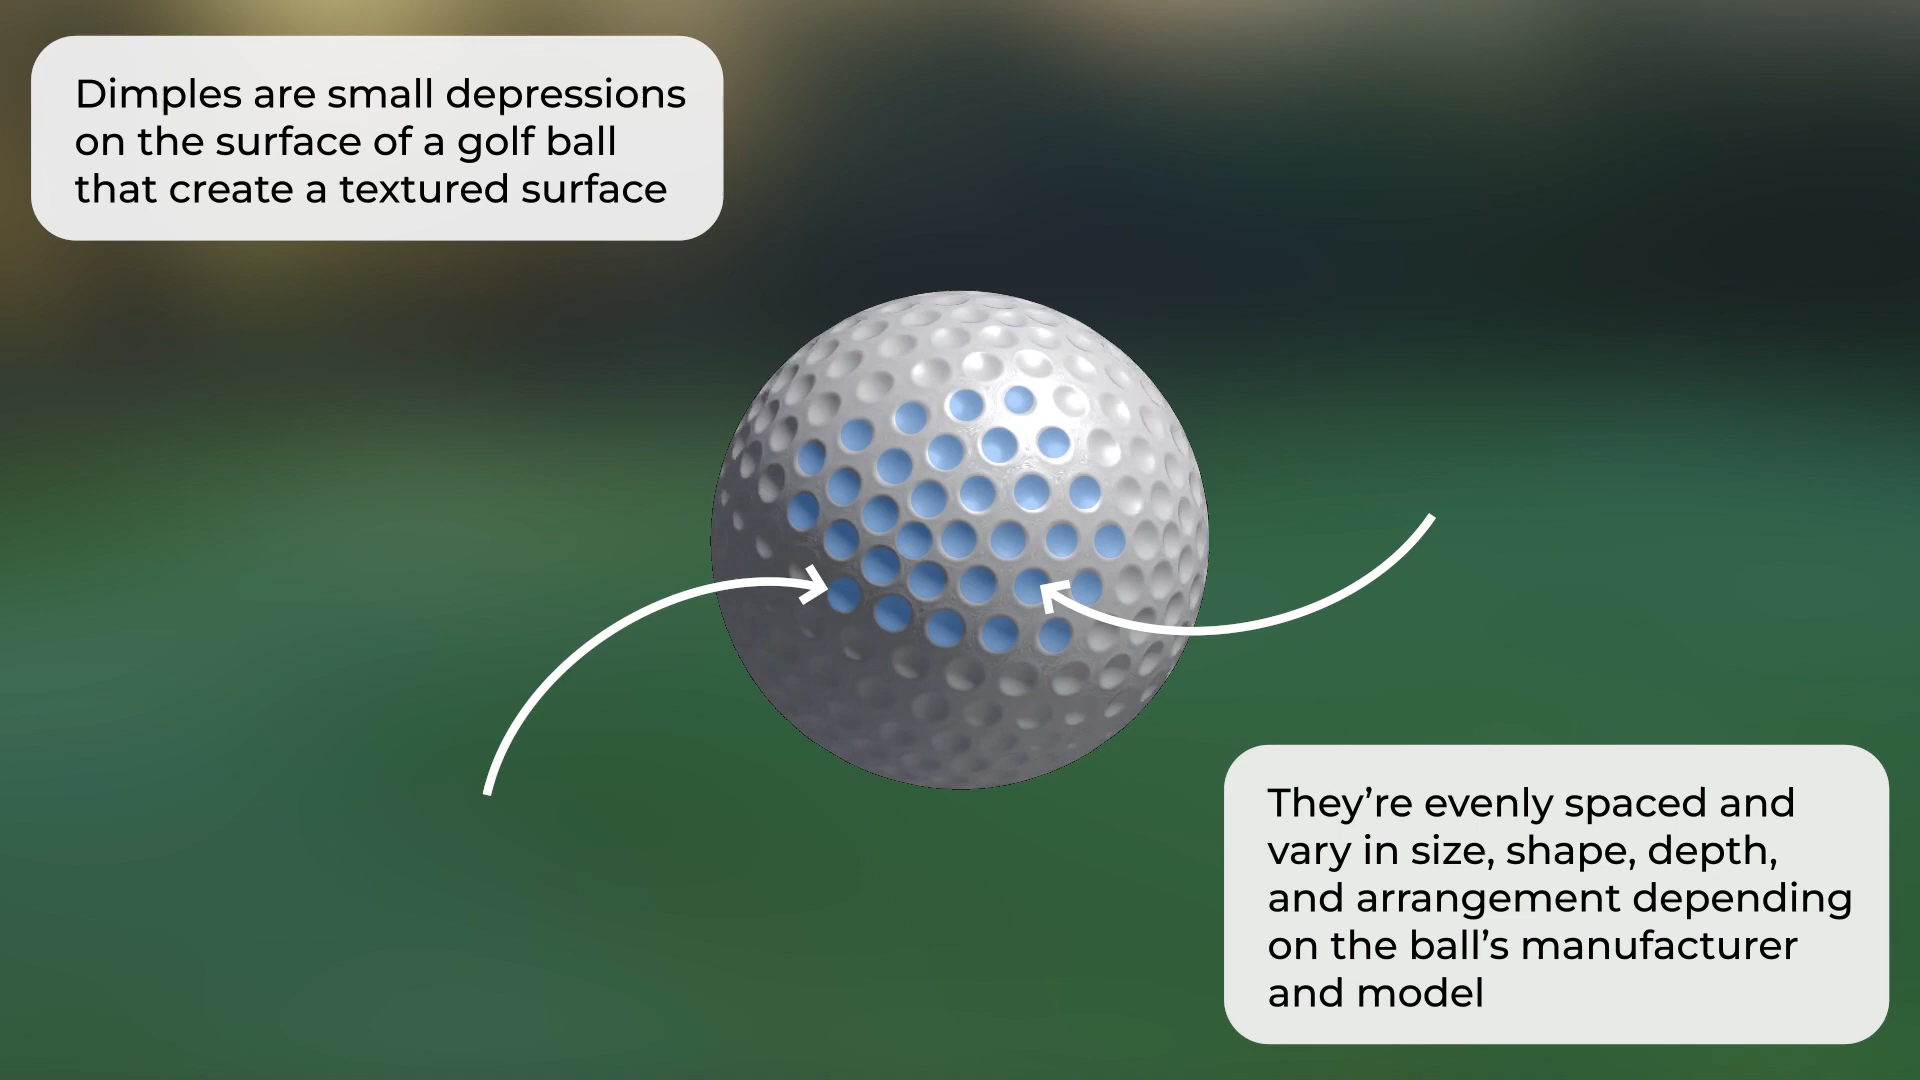 Dimples are small depressions
on the surface of a golf ball
that create a textured surface
They’re evenly spaced and
vary in size, shape, depth,
and arrangement depending
on the ball’s manufacturer
and model